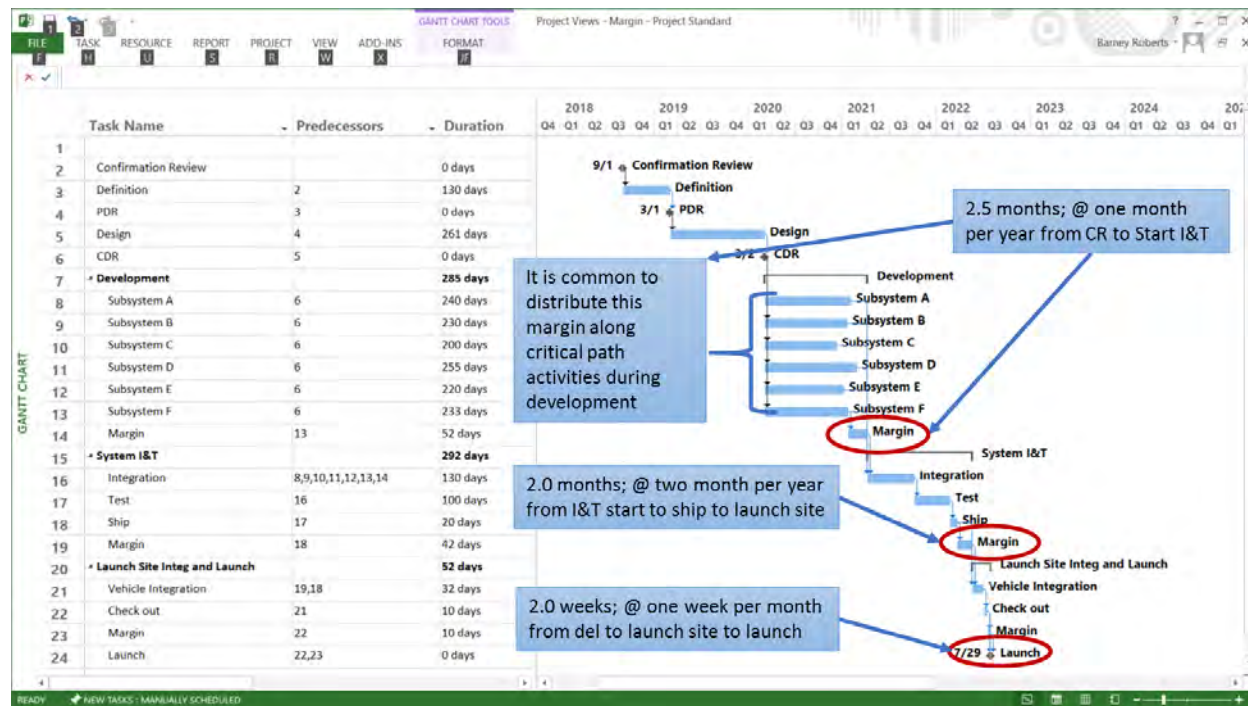 GANTT CHART TOOLS Project Views - Margin - Project Standard ?
1 2 3
FILE TASK RESOURCE REPORT PROJECT VIEW ADD-INS FORMAT Barney Roberts
F H U S R W X JF
2018 2019 2020 2021 2022 2023 2024
Task Name Predecessors Duration Q4 Q1 Q2 Q3 Q4 Q1 Q2 Q3 Q4 Q1 Q2 Q3 Q4 Q1 Q2 Q3 Q4 Q1 Q2 Q3 Q4 Q1 Q2 Q3 Q4 Q1 Q2 Q3 Q4 Q1
1
2 Confirmation Review 0 days 9/1 Confirmation Review
3 Definition 2 130 days Definition
4 PDR 3 0 days 3/1 PDR
5 Design 4 261 days Design
6 CDR 5 0 days 3/2 CDR
7 Development 285 days Development
8 Subsystem A 6 240 days Subsystem A
9 Subsystem B 6 230 days Subsystem B
10 Subsystem C 6 200 days Subsystem C
11 Subsystem D 6 255 days Subsystem D
12 Subsystem E 6 220 days Subsystem E
13 Subsystem F 6 233 days Subsystem F
14 Margin 13 52 days Margin
15 System I&T 292 days System I&T
16 Integration 8,9,10,11,12,13,14 130 days Integration
17 Test 16 100 days Test
18 Ship 17 20 days Ship
19 Margin 18 42 days Margin
20 Launch Site Integ and Launch 52 days Launch Site Integ and Launch
21 Vehicle Integration 19,18 32 days Vehicle Integration
22 Check out 21 10 days Check out
23 Margin 22 10 days Margin
24 Launch 22,23 0 days 7/29 Launch
GANTT CHART
2.5 months; @ one month
per year from CR to Start I&T
It is common to
distribute this
margin along
critical path
activities during
development
2.0 months; @ two month per year
from I&T start to ship to launch site
2.0 weeks; @ one week per month
from del to launch site to launch
READY NEW TASKS : MANUALLY SCHEDULED